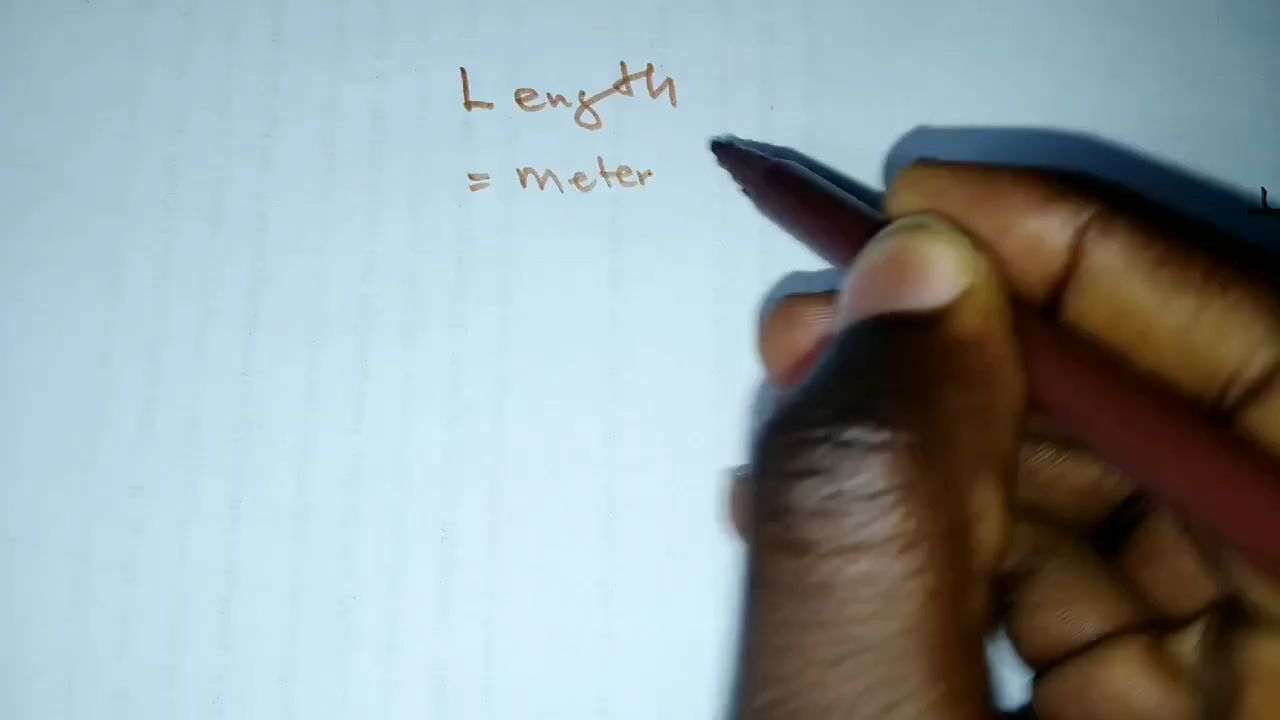 Length
= meter